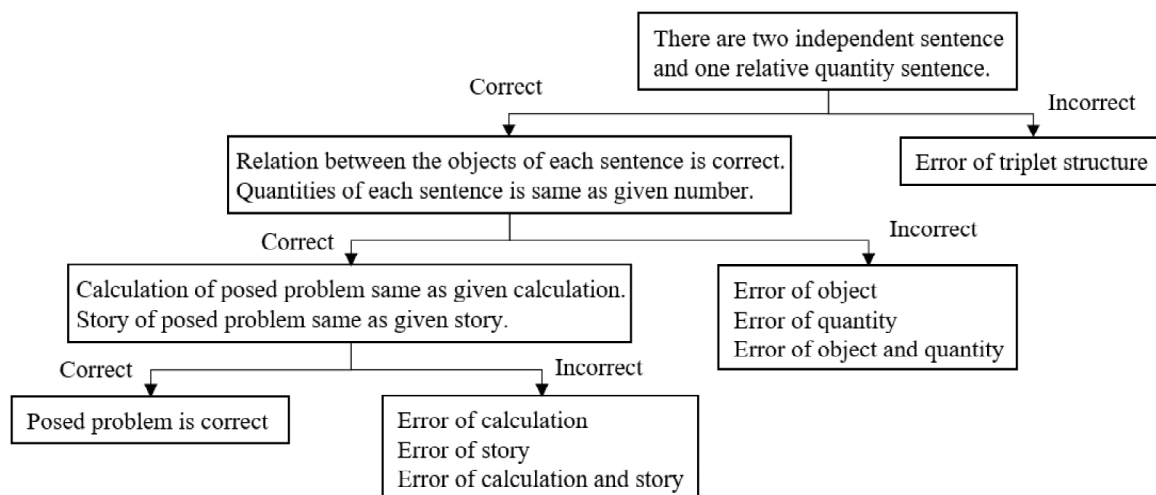 There are two independent sentence
and one relative quantity sentence.
Correct
Incorrect
Relation between the objects of each sentence is correct.
Quantities of each sentence is same as given number.
Error of triplet structure
Correct
Incorrect
Calculation of posed problem same as given calculation.
Story of posed problem same as given story.
Error of object
Error of quantity
Error of object and quantity
Correct
Incorrect
Posed problem is correct
Error of calculation
Error of story
Error of calculation and story